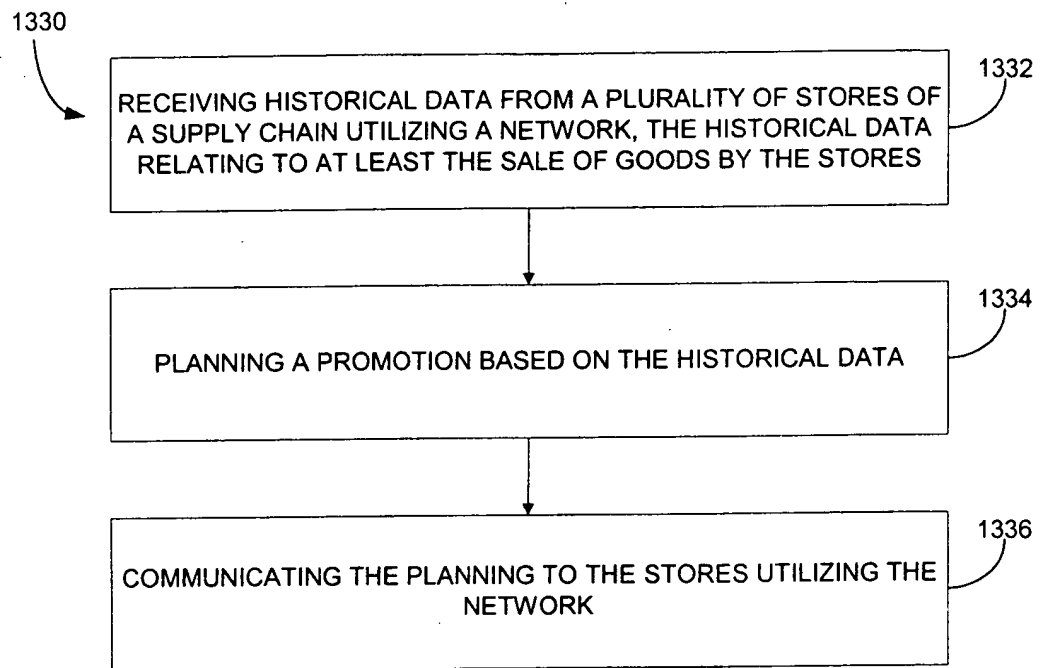 1330
1332
RECEIVING HISTORICAL DATA FROM A PLURALITY OF STORES OF
A SUPPLY CHAIN UTILIZING A NETWORK, THE HISTORICAL DATA
RELATING TO AT LEAST THE SALE OF GOODS BY THE STORES
1334
PLANNING A PROMOTION BASED ON THE HISTORICAL DATA
1336
COMMUNICATING THE PLANNING TO THE STORES UTILIZING THE
NETWORK